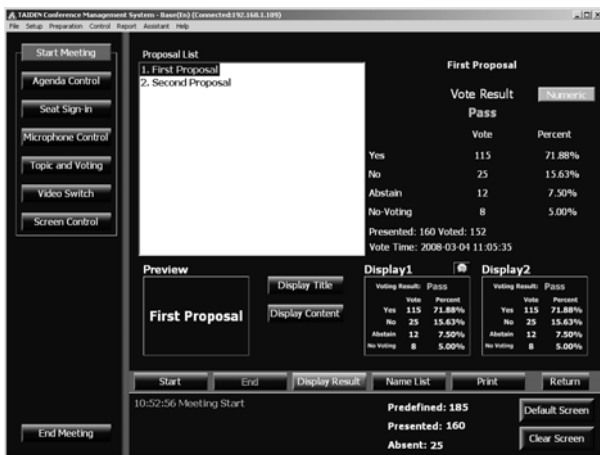 TAIDEN Conference Management System - Base(En) (Connected:192.168.1.109)
File Setup Preparation Control Report Assistant Help
Start Meeting
Agenda Control
Seat Sign-in
Microphone Control
Topic and Voting
Video Switch
Screen Control
End Meeting
Proposal List
1. First Proposal
2. Second Proposal
First Proposal
Vote Result Numeric
Pass
Vote Percent
Yes 115 71.88%
No 25 15.63%
Abstain 12 7.50%
No-Voting 8 5.00%
Presented: 160 Voted: 152
Vote Time: 2008-03-04 11:05:35
Preview
First Proposal
Display Title
Display Content
Display1
Voting Result: Pass
Vote Percent
Yes 115 71.88%
No 25 15.63%
Abstain 12 7.50%
No Voting 8 5.00%
Display2
Voting Result: Pass
Vote Percent
Yes 115 71.88%
No 25 15.63%
Abstain 12 7.50%
No Voting 8 5.00%
Start End Display Result Name List Print Return
10:52:56 Meeting Start
Predefined: 185
Presented: 160
Absent: 25
Default Screen
Clear Screen